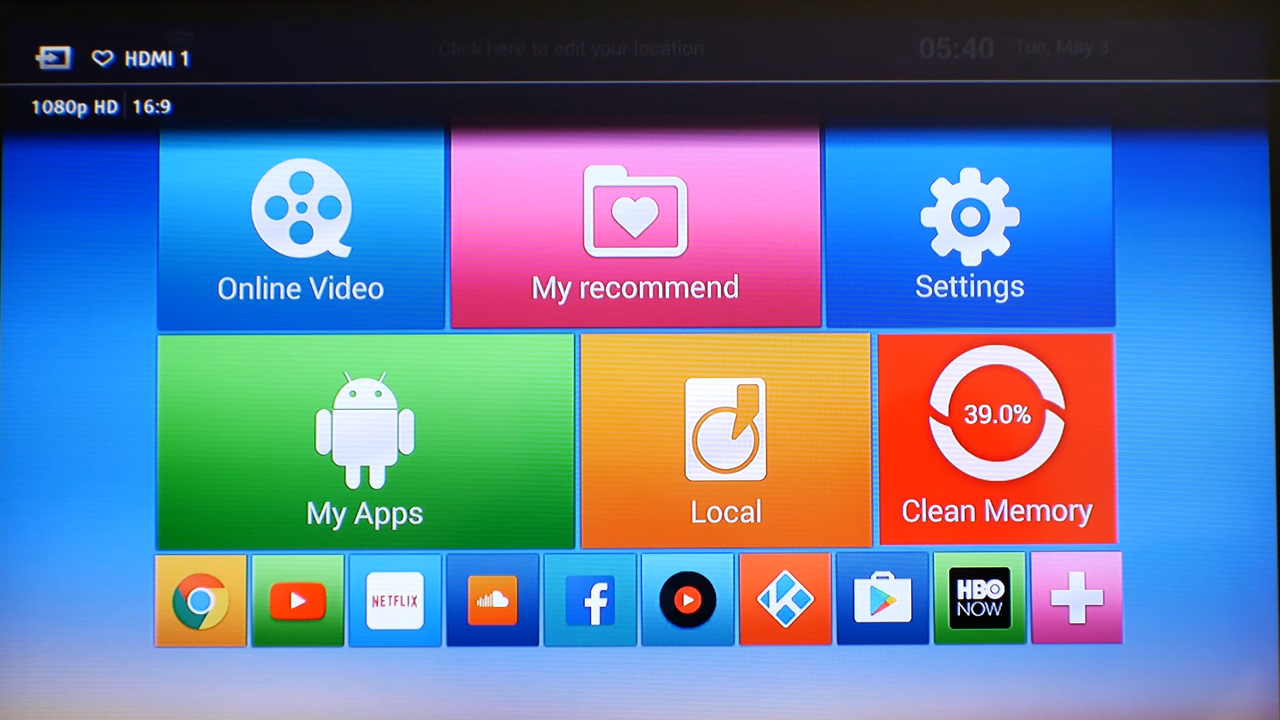 HDMI 1
Click here to edit your location
05:40 Tue, May 3
1080p HD 16:9
Online Video
My recommend
Settings
39.0%
My Apps
Local
Clean Memory
NETFLIX
HBO
NOW